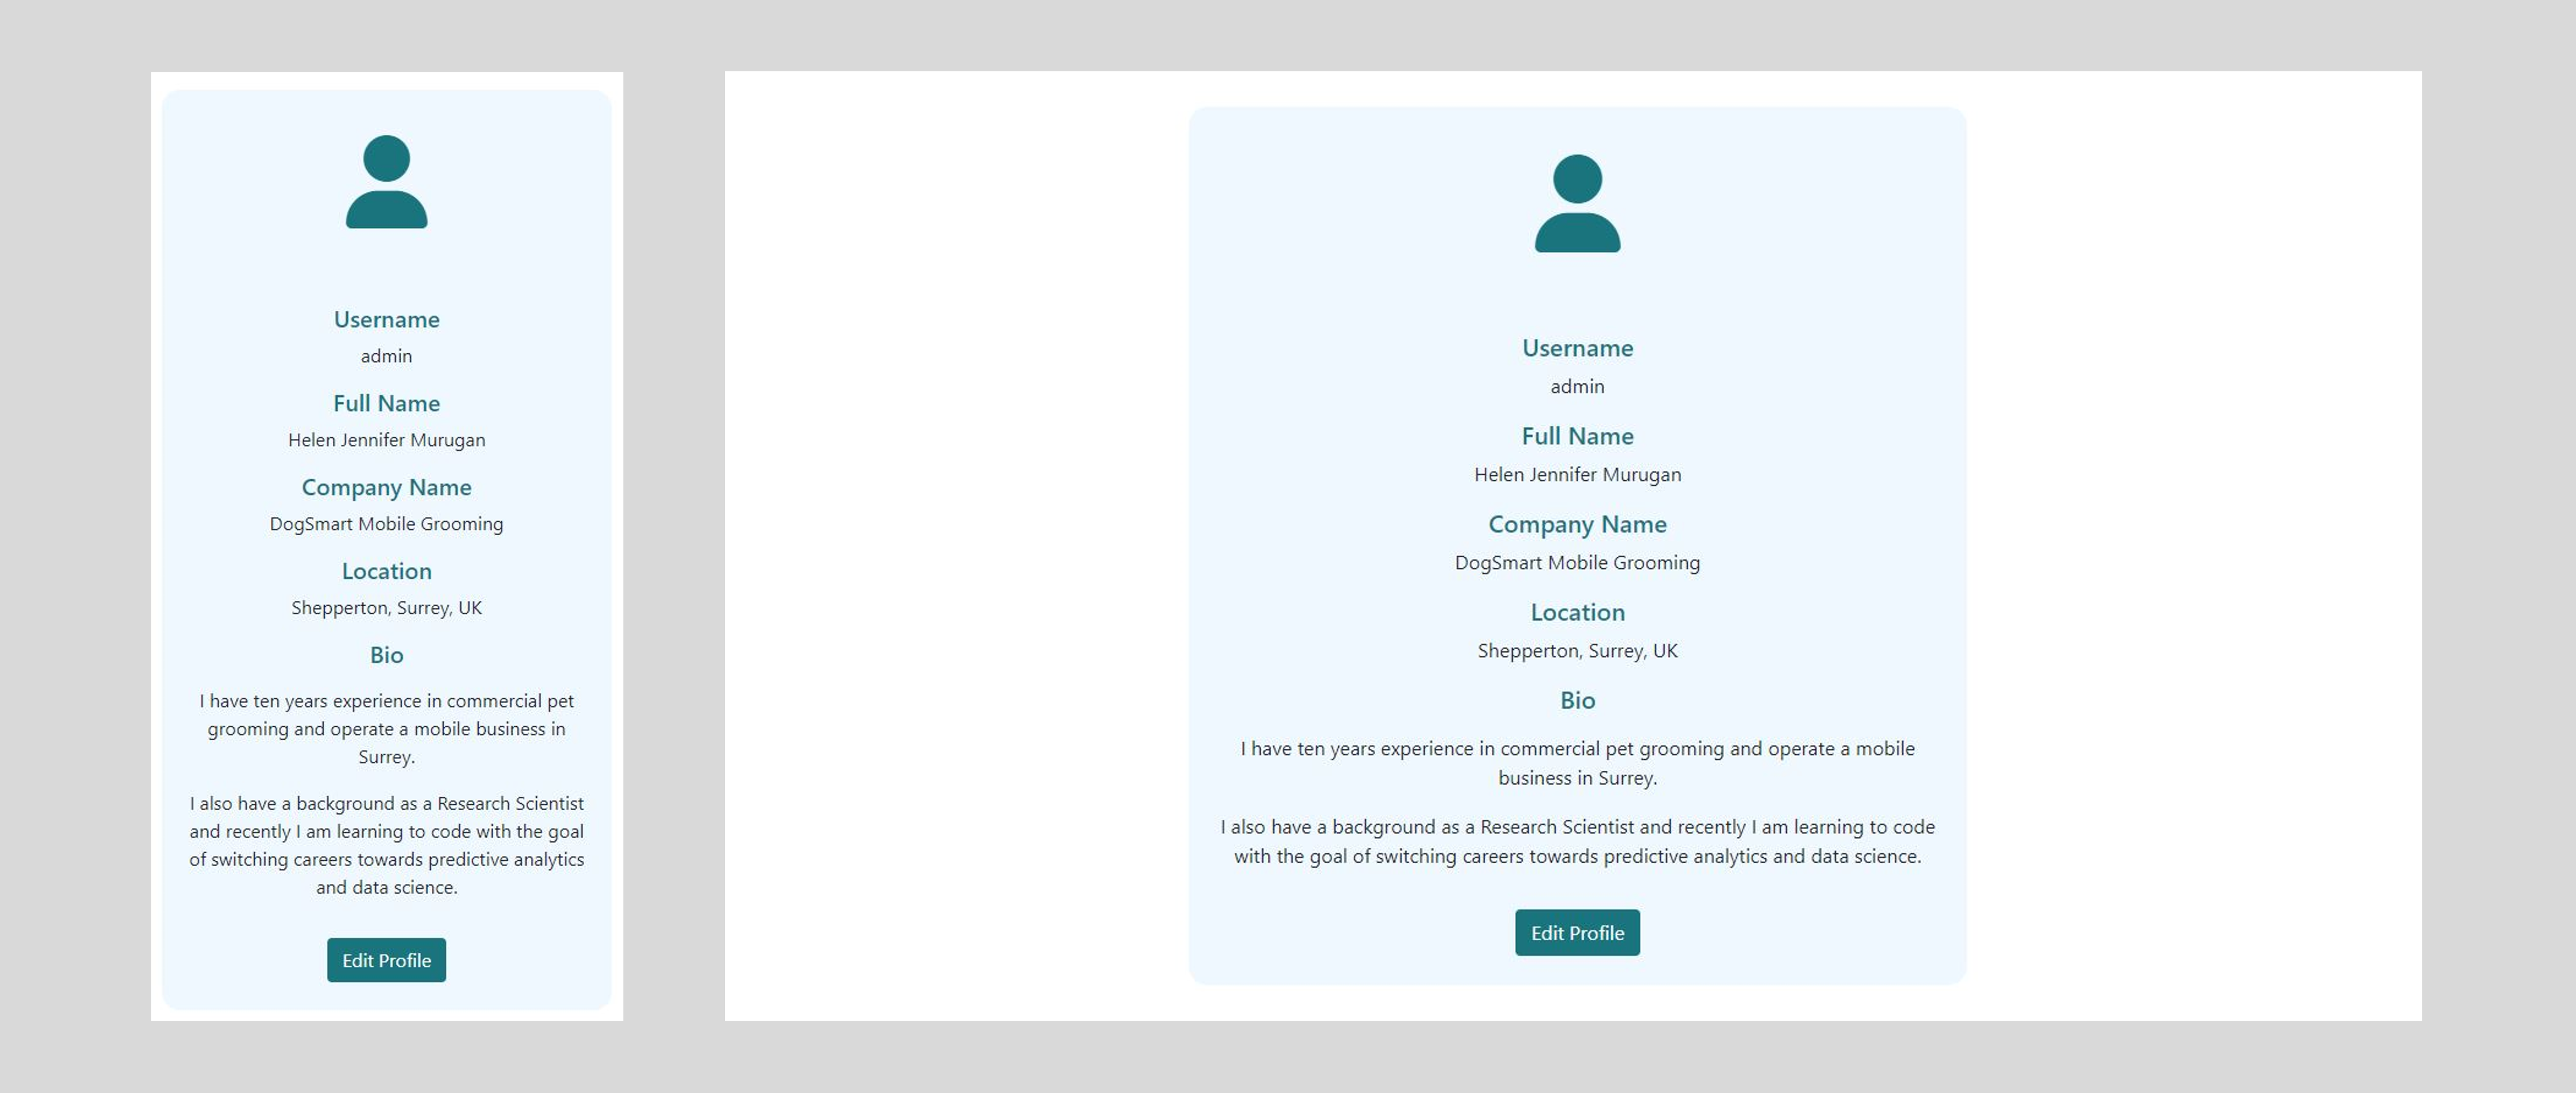 Username
admin
Full Name
Helen Jennifer Murugan
Company Name
DogSmart Mobile Grooming
Location
Shepperton, Surrey, UK
Bio
I have ten years experience in commercial pet
grooming and operate a mobile business in
Surrey.
I also have a background as a Research Scientist
and recently I am learning to code with the goal
of switching careers towards predictive analytics
and data science.
Edit Profile
Username
admin
Full Name
Helen Jennifer Murugan
Company Name
DogSmart Mobile Grooming
Location
Shepperton, Surrey, UK
Bio
I have ten years experience in commercial pet grooming and operate a mobile
business in Surrey.
I also have a background as a Research Scientist and recently I am learning to code
with the goal of switching careers towards predictive analytics and data science.
Edit Profile